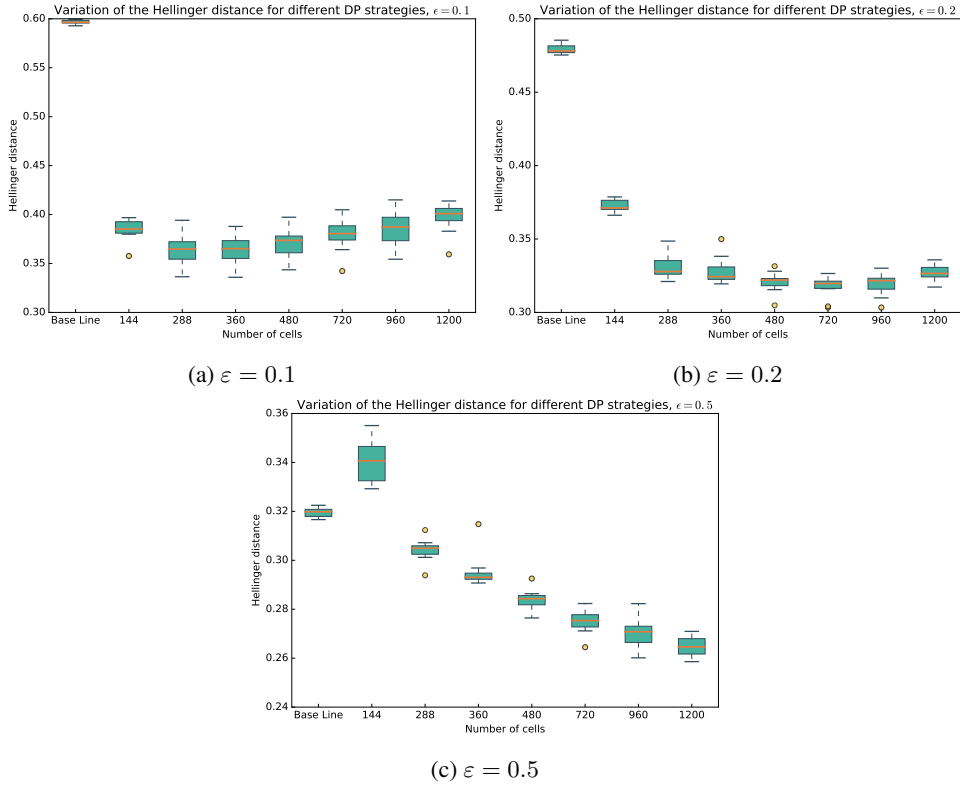 Variation of the Hellinger distance for different DP strategies, ϵ = 0.1
0.60
0.55
0.50
0.45
0.40
0.35
0.30
Hellinger distance
Base Line 144 288 360 480 720 960 1200
Number of cells
(a) ε = 0.1
Variation of the Hellinger distance for different DP strategies, ϵ = 0.2
0.50
0.45
0.40
0.35
0.30
Hellinger distance
Base Line 144 288 360 480 720 960 1200
Number of cells
(b) ε = 0.2
Variation of the Hellinger distance for different DP strategies, ϵ = 0.5
0.36
0.34
0.32
0.30
0.28
0.26
0.24
Hellinger distance
Base Line 144 288 360 480 720 960 1200
Number of cells
(c) ε = 0.5